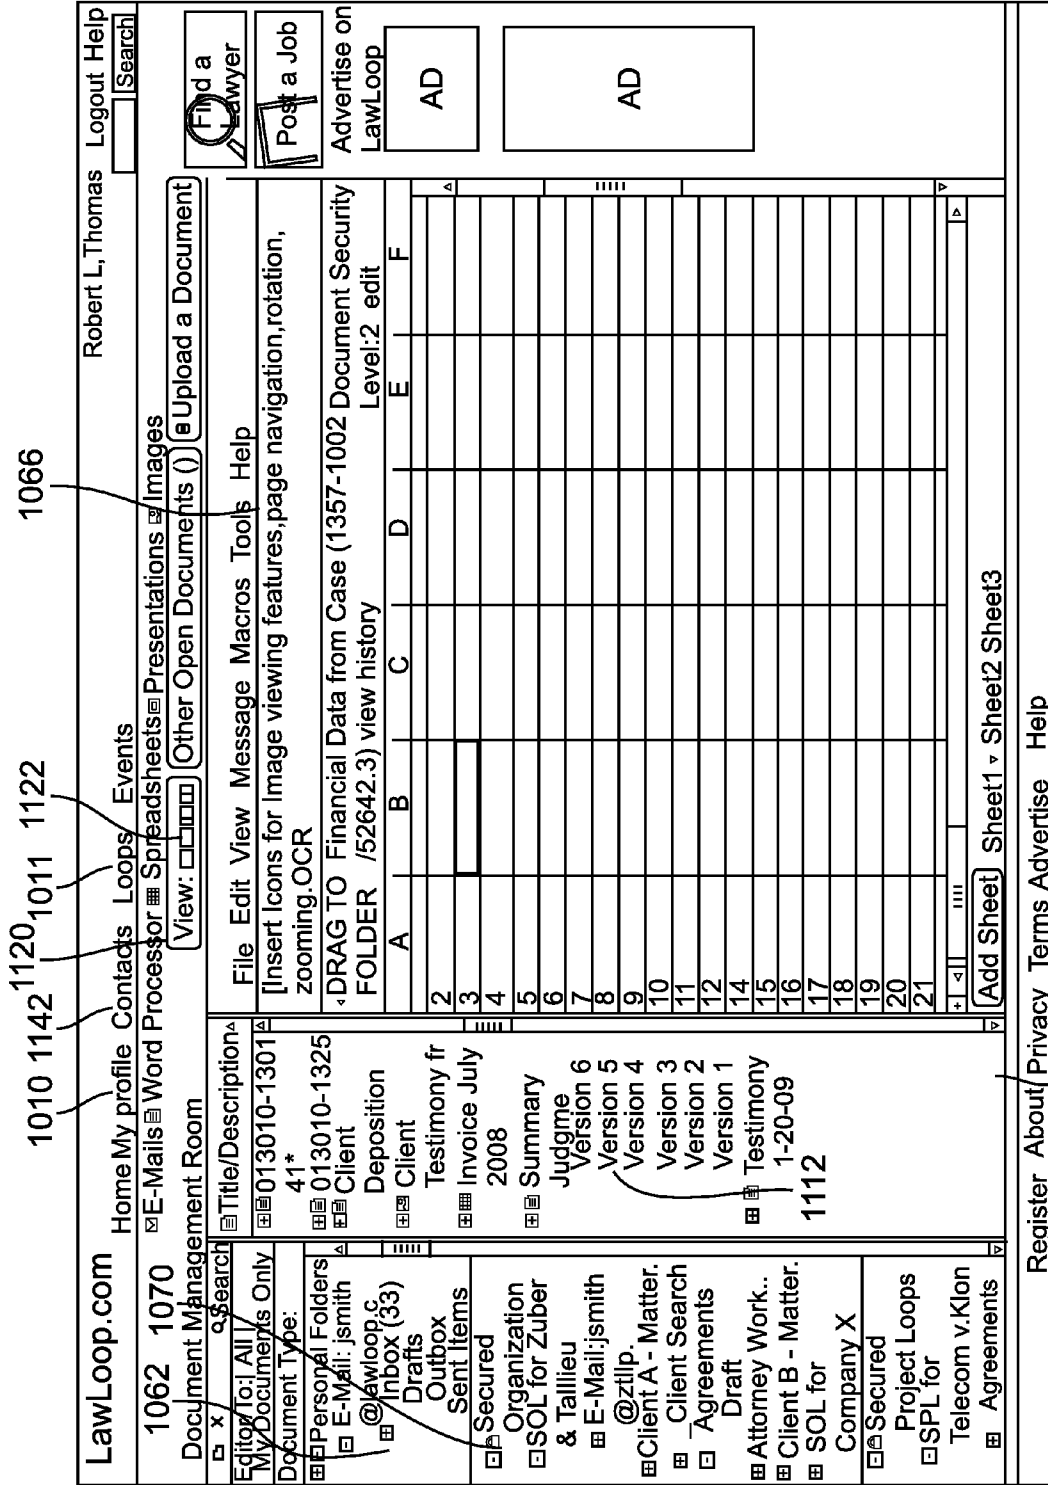 1066
1010 1142 1120 1011 1122
1062 1070
LawLoop.com
Robert L,Thomas Logout Help
Search
Home My profile Contacts Loops Events
E-Mails Word Processor Spreadsheets Presentations Images
Document Management Room
View: Other Open Documents () Upload a Document
Find a Lawyer
Post a Job
Advertise on
LawLoop
AD
AD
x Search
Editor To:| All |
My Documents Only
Document Type:
Personal Folders
E-Mail: jsmith
@lawloop.c
Inbox (33)
Drafts
Outbox
Sent Items
Secured
Organization
SOL for Zuber
& Talllieu
E-Mail:jsmith
@ztllp.
Client A - Matter.
Client Search
Agreements
Draft
Attorney Work..
Client B - Matter.
SOL for
Company X
Secured
Project Loops
SPL for
Telecom v.Klon
Agreements
Title/Description
013010-1301
41*
013010-1325
Client
Deposition
Client
Testimony fr
Invoice July
2008
Summary
Judgme
Version 6
Version 5
Version 4
Version 3
Version 2
Version 1
Testimony
1-20-09
1112
File Edit View Message Macros Tools Help
[Insert Icons for Image viewing features,page navigation,rotation,
zooming.OCR
DRAG TO Financial Data from Case (1357-1002 Document Security
FOLDER /52642.3) view history Level:2 edit
A B C D E F
2
3
4
5
6
7
8
9
10
11
12
14
15
16
17
18
19
20
21
Add Sheet Sheet1 Sheet2 Sheet3
Register About Privacy Terms Advertise Help